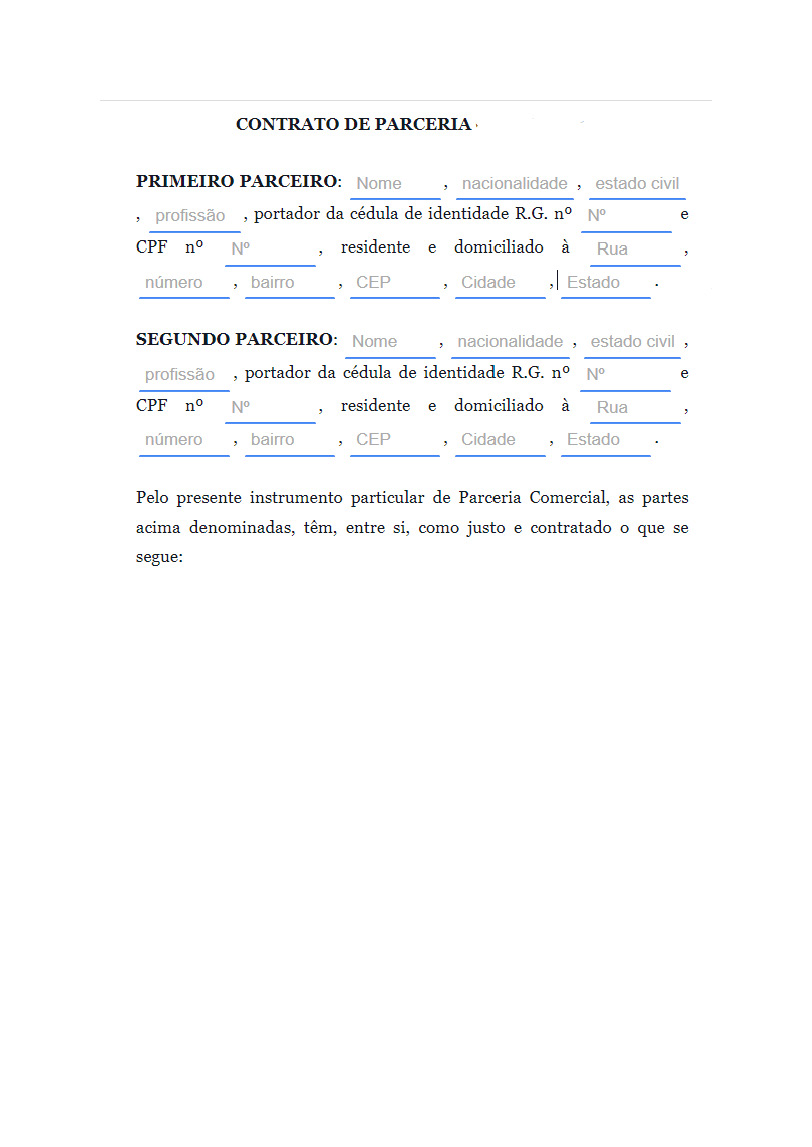 CONTRATO DE PARCERIA
PRIMEIRO PARCEIRO: Nome , nacionalidade , estado civil
, profissão , portador da cédula de identidade R.G. nº Nº e
CPF nº Nº , residente e domiciliado à Rua ,
número , bairro , CEP , Cidade , Estado .
SEGUNDO PARCEIRO: Nome , nacionalidade , estado civil ,
profissão , portador da cédula de identidade R.G. nº Nº e
CPF nº Nº , residente e domiciliado à Rua ,
número , bairro , CEP , Cidade , Estado .
Pelo presente instrumento particular de Parceria Comercial, as partes
acima denominadas, têm, entre si, como justo e contratado o que se
segue: